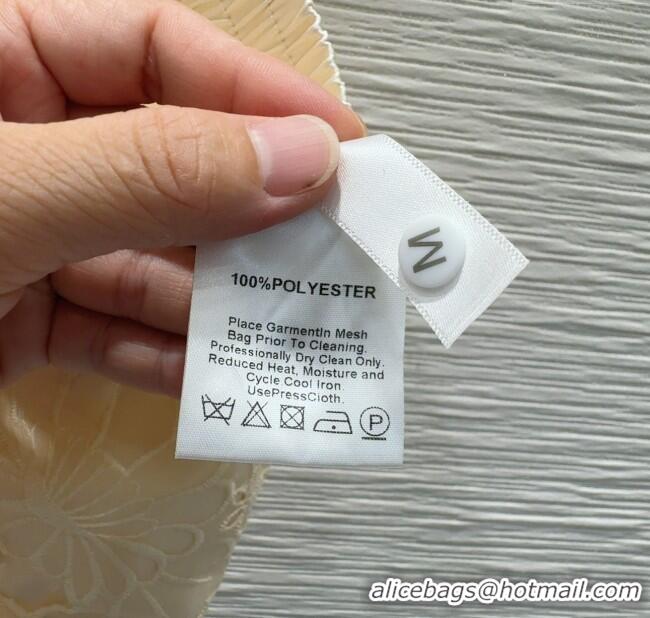 M
100%POLYESTER
Place GarmentIn Mesh
Bag Prior To Cleaning.
Professionally Dry Clean Only.
Reduced Heat, Moisture and
Cycle Cool Iron.
UsePressCloth.
P
alicebags@hotmail.com